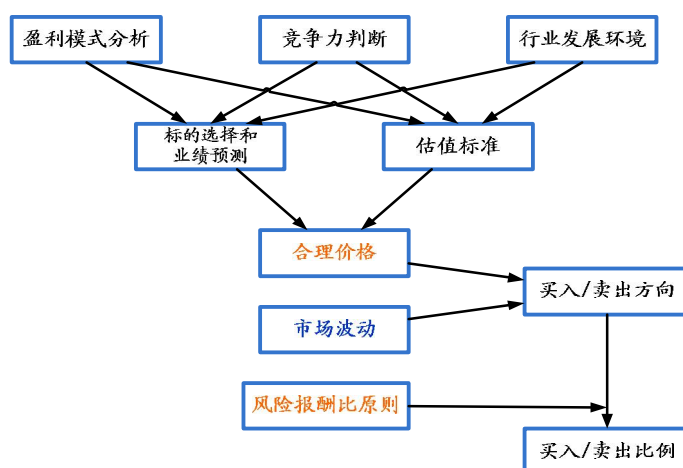 盈利模式分析
竞争力判断
行业发展环境
标的选择和
业绩预测
估值标准
合理价格
买入/卖出方向
市场波动
风险报酬比原则
买入/卖出比例